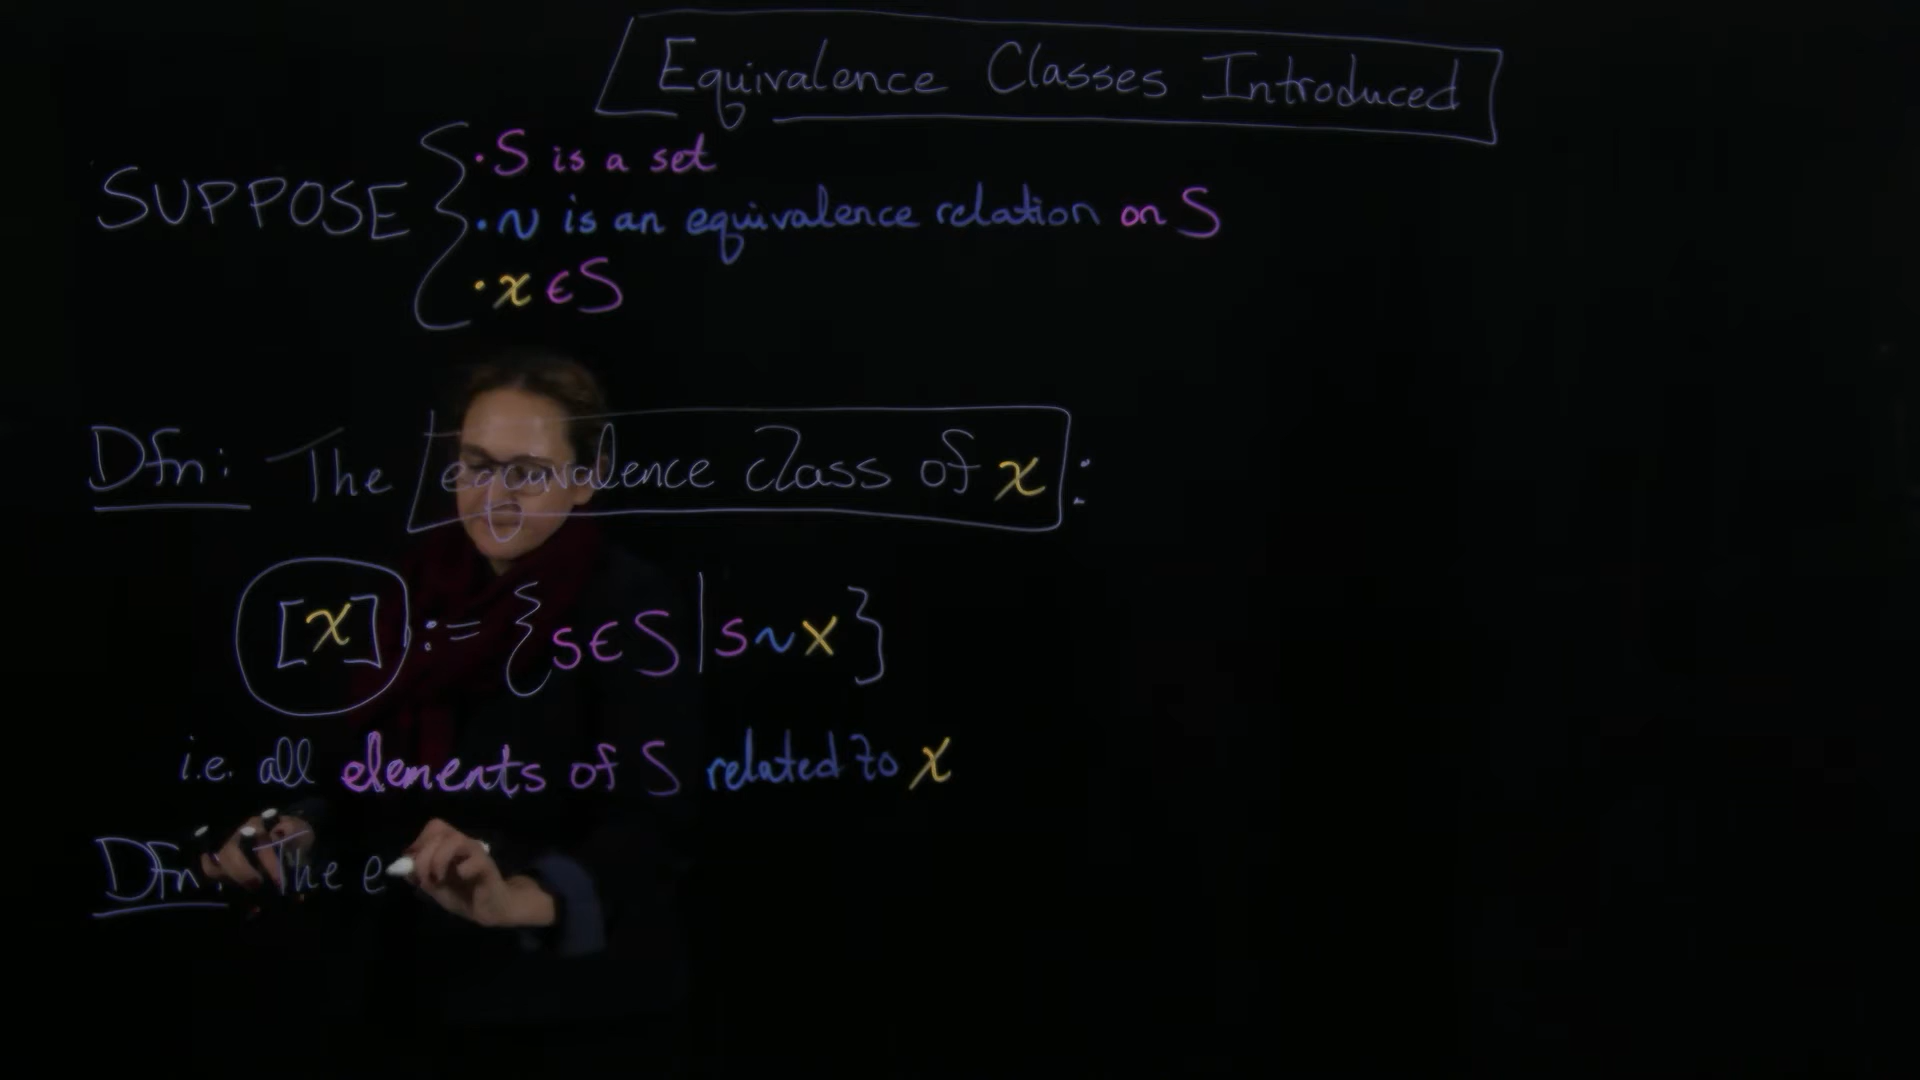 Equivalence Classes Introduced
SUPPOSE
• S is a set
• ~ is an equivalence relation on S
• x ∈ S
Dfn: The equivalence class of x :
[x] := { s ∈ S | s ~ x }
i.e. all elements of S related to x
Dfn: The e